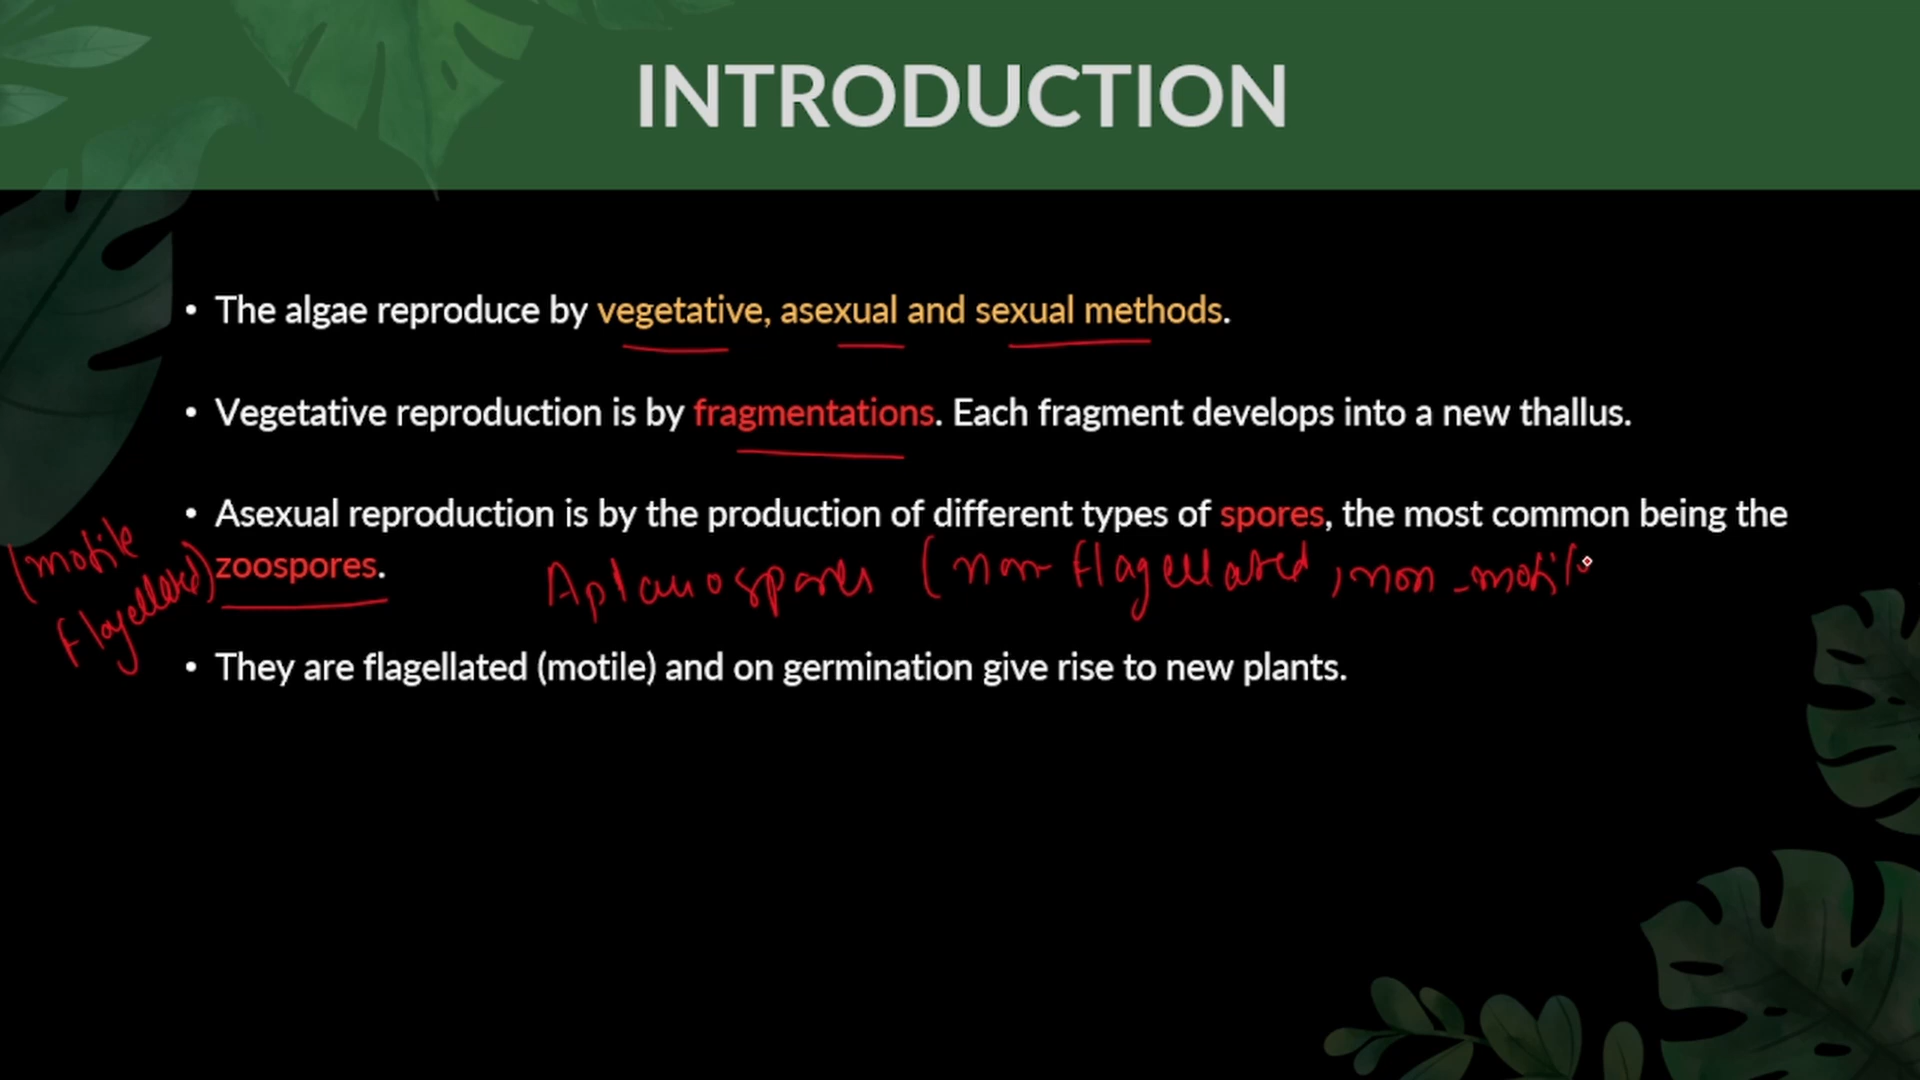 INTRODUCTION
• The algae reproduce by vegetative, asexual and sexual methods.
• Vegetative reproduction is by fragmentations. Each fragment develops into a new thallus.
• Asexual reproduction is by the production of different types of spores, the most common being the
zoospores.
(motile
flagellated)
Aplanospores (non-flagellated, non-motile
• They are flagellated (motile) and on germination give rise to new plants.